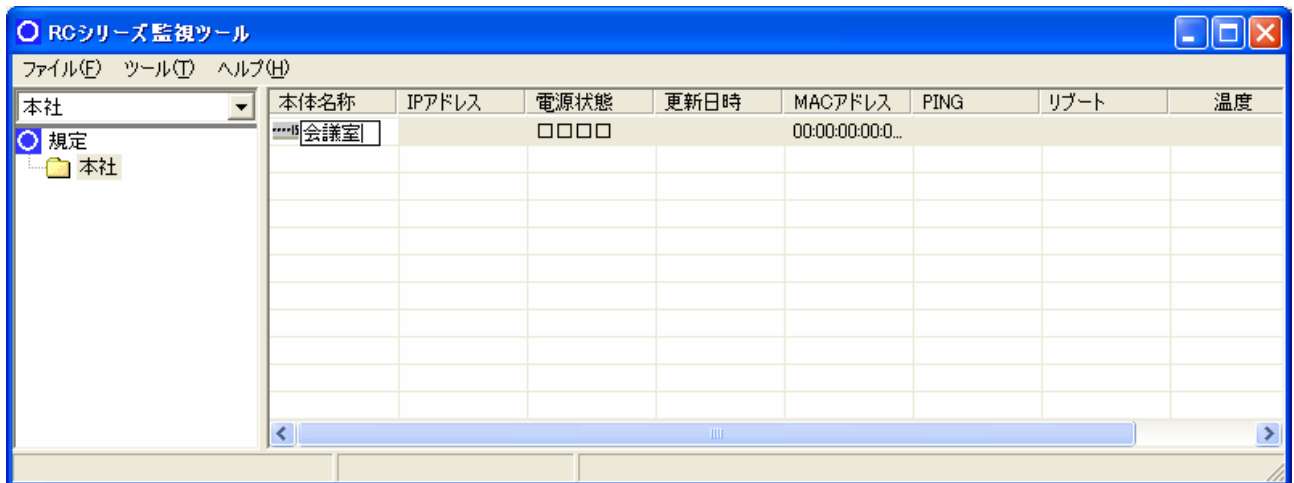 RCシリーズ監視ツール
ファイル(F) ツール(T) ヘルプ(H)
本社
規定
本社
本体名称 IPアドレス 電源状態 更新日時 MACアドレス PING リブート 温度
会議室 □□□□ 00:00:00:00:0...